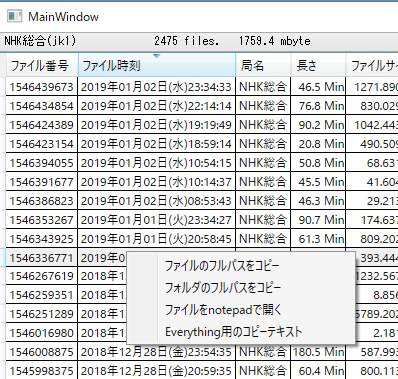 MainWindow
NHK総合(jk1) 2475 files. 1759.4 mbyte
ファイル番号 ファイル時刻 局名 長さ ファイルサイ
1546439673 2019年01月02日(水)23:34:33 NHK総合 46.5 Min 1271.890
1546434854 2019年01月02日(水)22:14:14 NHK総合 76.8 Min 830.029
1546424389 2019年01月02日(水)19:19:49 NHK総合 90.2 Min 1042.443
1546423154 2019年01月02日(水)18:59:14 NHK総合 20.8 Min 490.509
1546394055 2019年01月02日(水)10:54:15 NHK総合 50.8 Min 68.631
1546391677 2019年01月02日(水)10:14:37 NHK総合 45.5 Min 41.604
1546386823 2019年01月02日(水)08:53:43 NHK総合 46.3 Min 29.213
1546353267 2019年01月01日(火)23:34:27 NHK総合 90.7 Min 174.637
1546343925 2019年01月01日(火)20:58:45 NHK総合 61.3 Min 809.202
1546336771 2019年0 393.444
1546267619 2018年1 1232.567
1546259351 2018年1 8.856
1546251289 2018年1 5789.202
1546016980 2018年1 2.181
ファイルのフルパスをコピー
フォルダのフルパスをコピー
ファイルをnotepadで開く
Everything用のコピーテキスト
1546008875 2018年12月28日(金)23:54:35 NHK総合 180.5 Min 587.993
1545998375 2018年12月28日(金)20:59:35 NHK総合 60.4 Min 800.113